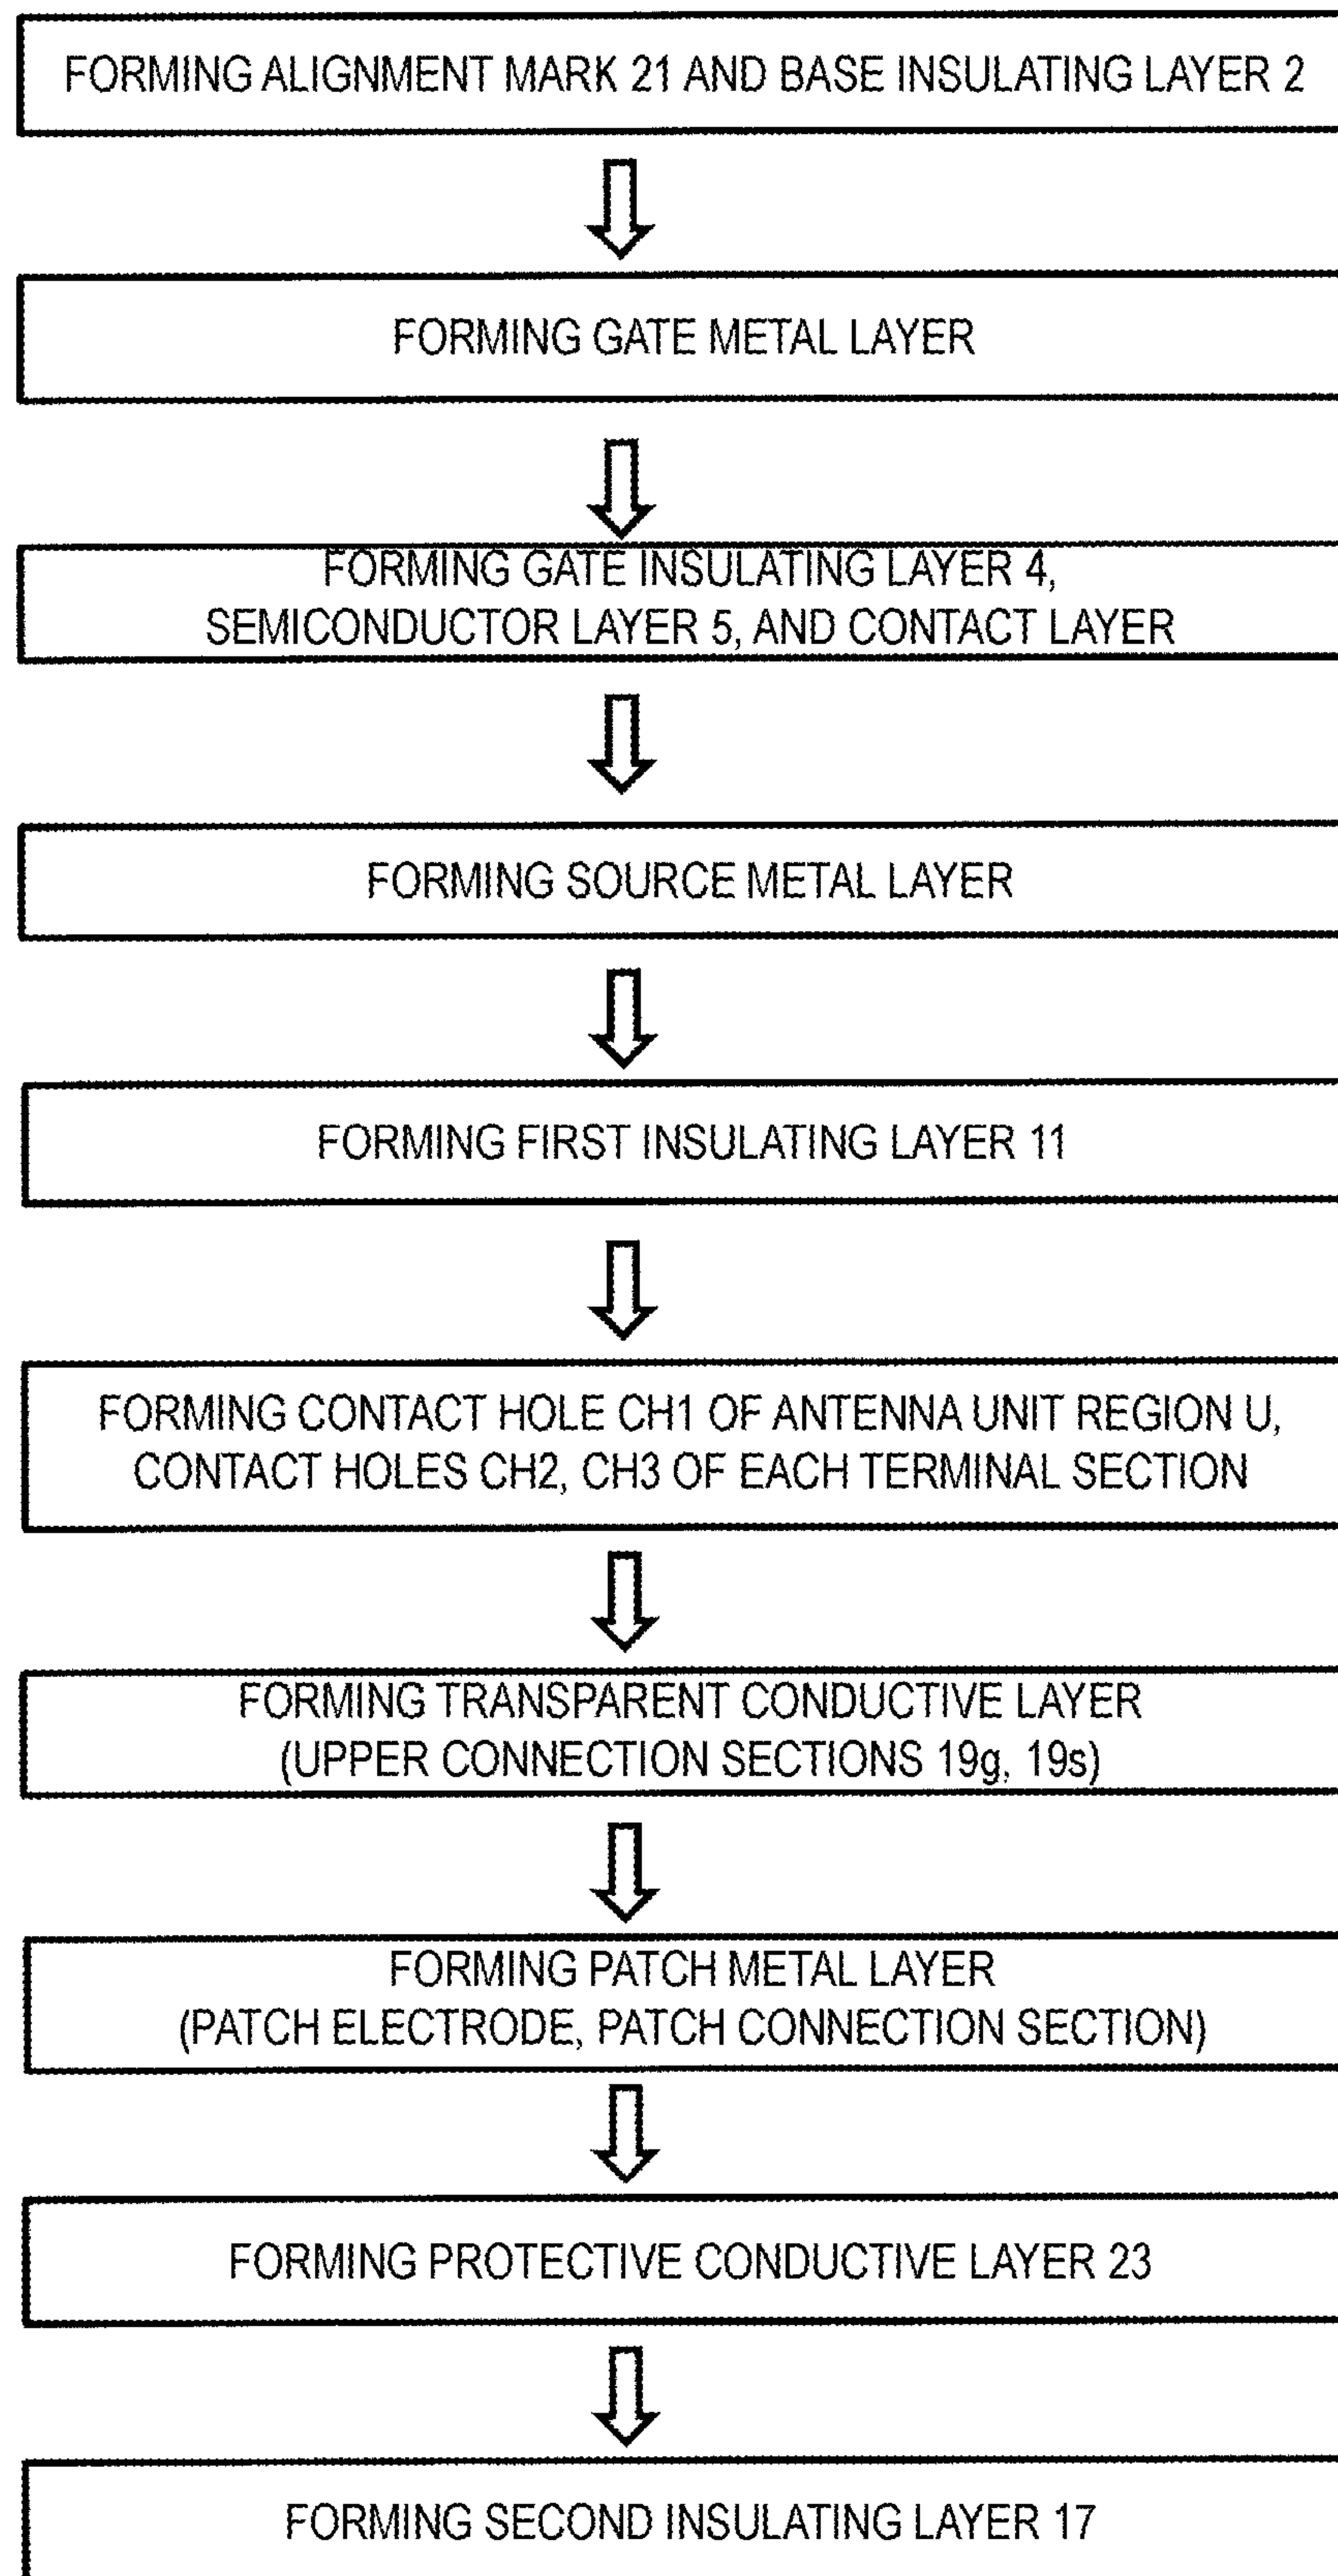 FORMING ALIGNMENT MARK 21 AND BASE INSULATING LAYER 2
FORMING GATE METAL LAYER
FORMING GATE INSULATING LAYER 4,
SEMICONDUCTOR LAYER 5, AND CONTACT LAYER
FORMING SOURCE METAL LAYER
FORMING FIRST INSULATING LAYER 11
FORMING CONTACT HOLE CH1 OF ANTENNA UNIT REGION U,
CONTACT HOLES CH2, CH3 OF EACH TERMINAL SECTION
FORMING TRANSPARENT CONDUCTIVE LAYER
(UPPER CONNECTION SECTIONS 19g, 19s)
FORMING PATCH METAL LAYER
(PATCH ELECTRODE, PATCH CONNECTION SECTION)
FORMING PROTECTIVE CONDUCTIVE LAYER 23
FORMING SECOND INSULATING LAYER 17